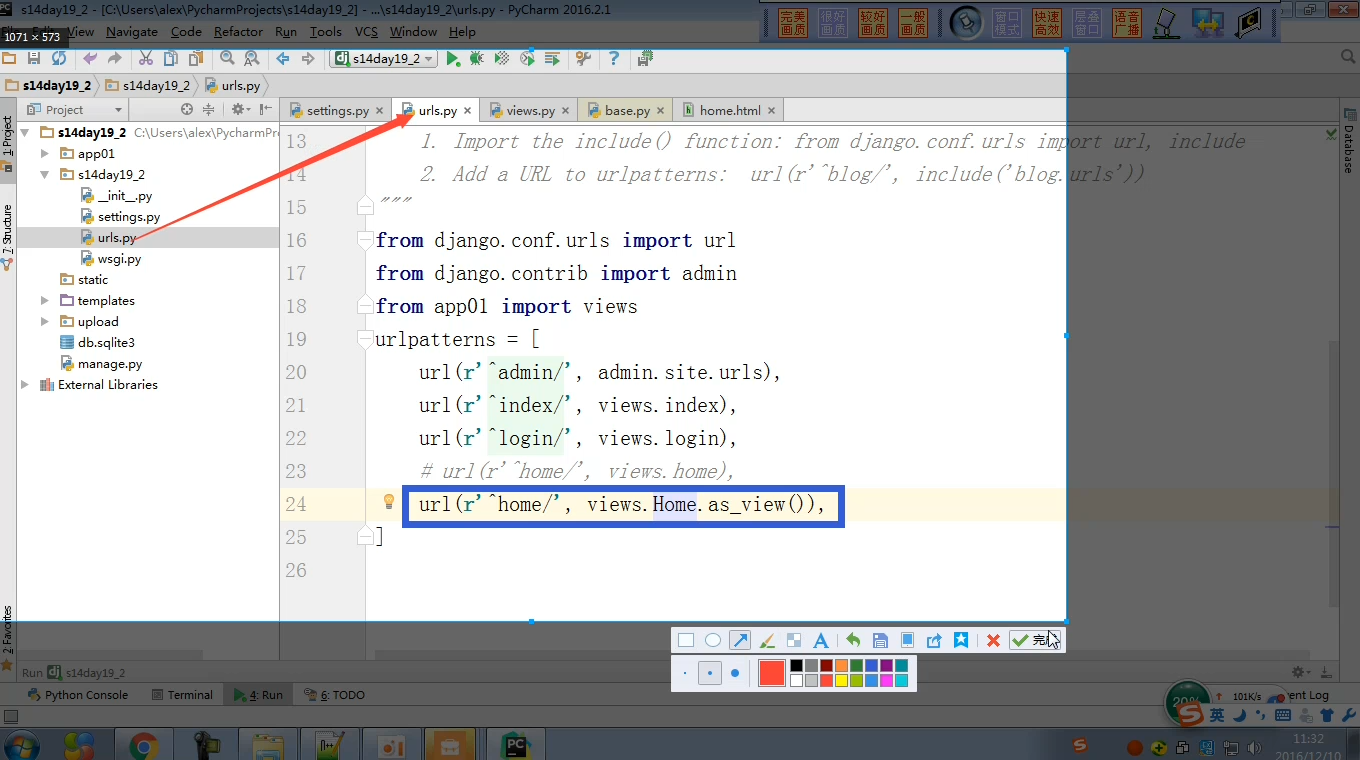 s14day19_2 - [C:\Users\alex\PycharmProjects\s14day19_2] - ...\s14day19_2\urls.py - PyCharm 2016.2.1
完美画质 很好画质 较好画质 一般画质 窗口模式 快速高效 层叠窗口 语音广播
View Navigate Code Refactor Run Tools VCS Window Help
1071 × 573
s14day19_2
s14day19_2 s14day19_2 urls.py
Project settings.py urls.py views.py base.py home.html
1: Project
7: Structure
2: Favorites
Database
s14day19_2 C:\Users\alex\PycharmPr
app01
s14day19_2
__init__.py
settings.py
urls.py
wsgi.py
static
templates
upload
db.sqlite3
manage.py
External Libraries
13 1. Import the include() function: from django.conf.urls import url, include
14 2. Add a URL to urlpatterns: url(r'^blog/', include('blog.urls'))
15 """
16 from django.conf.urls import url
17 from django.contrib import admin
18 from app01 import views
19 urlpatterns = [
20 url(r'^admin/', admin.site.urls),
21 url(r'^index/', views.index),
22 url(r'^login/', views.login),
23 # url(r'^home/', views.home),
24 url(r'^home/', views.Home.as_view()),
25 ]
26
完成
Run s14day19_2
Python Console Terminal 4: Run 6: TODO
20% 101K/s ent Log
英
11:32
2016/12/10